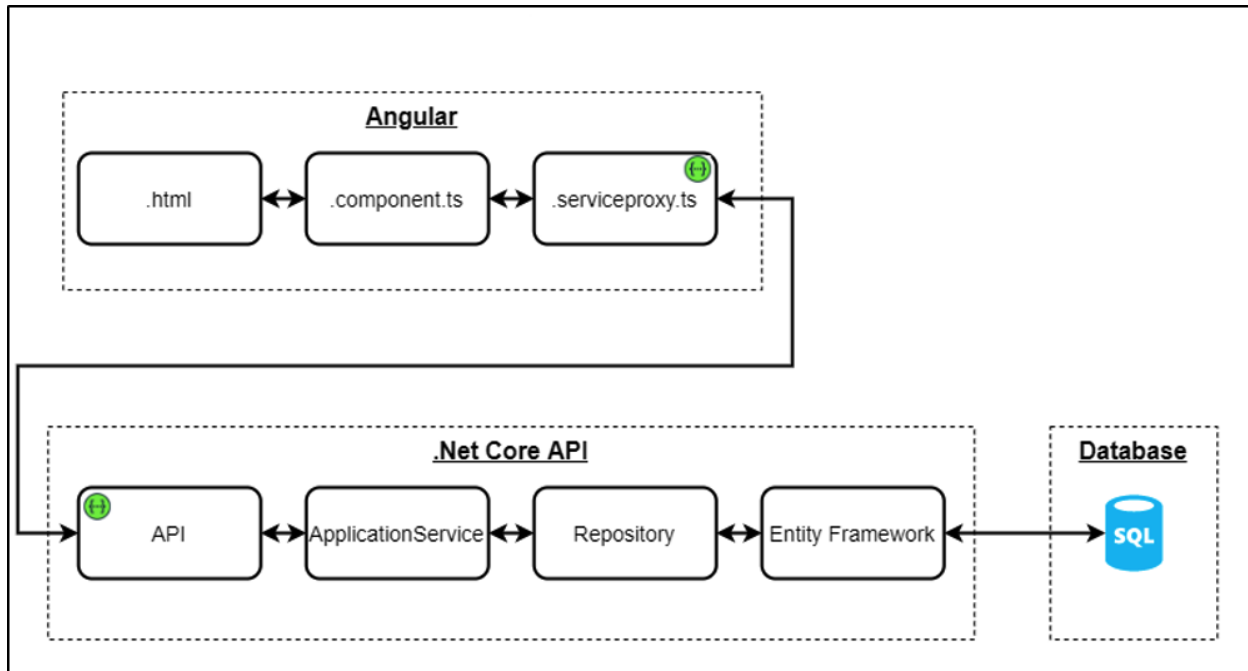 Angular
.html
.component.ts
.serviceproxy.ts
{··}
.Net Core API
{··}
API
ApplicationService
Repository
Entity Framework
Database
SQL